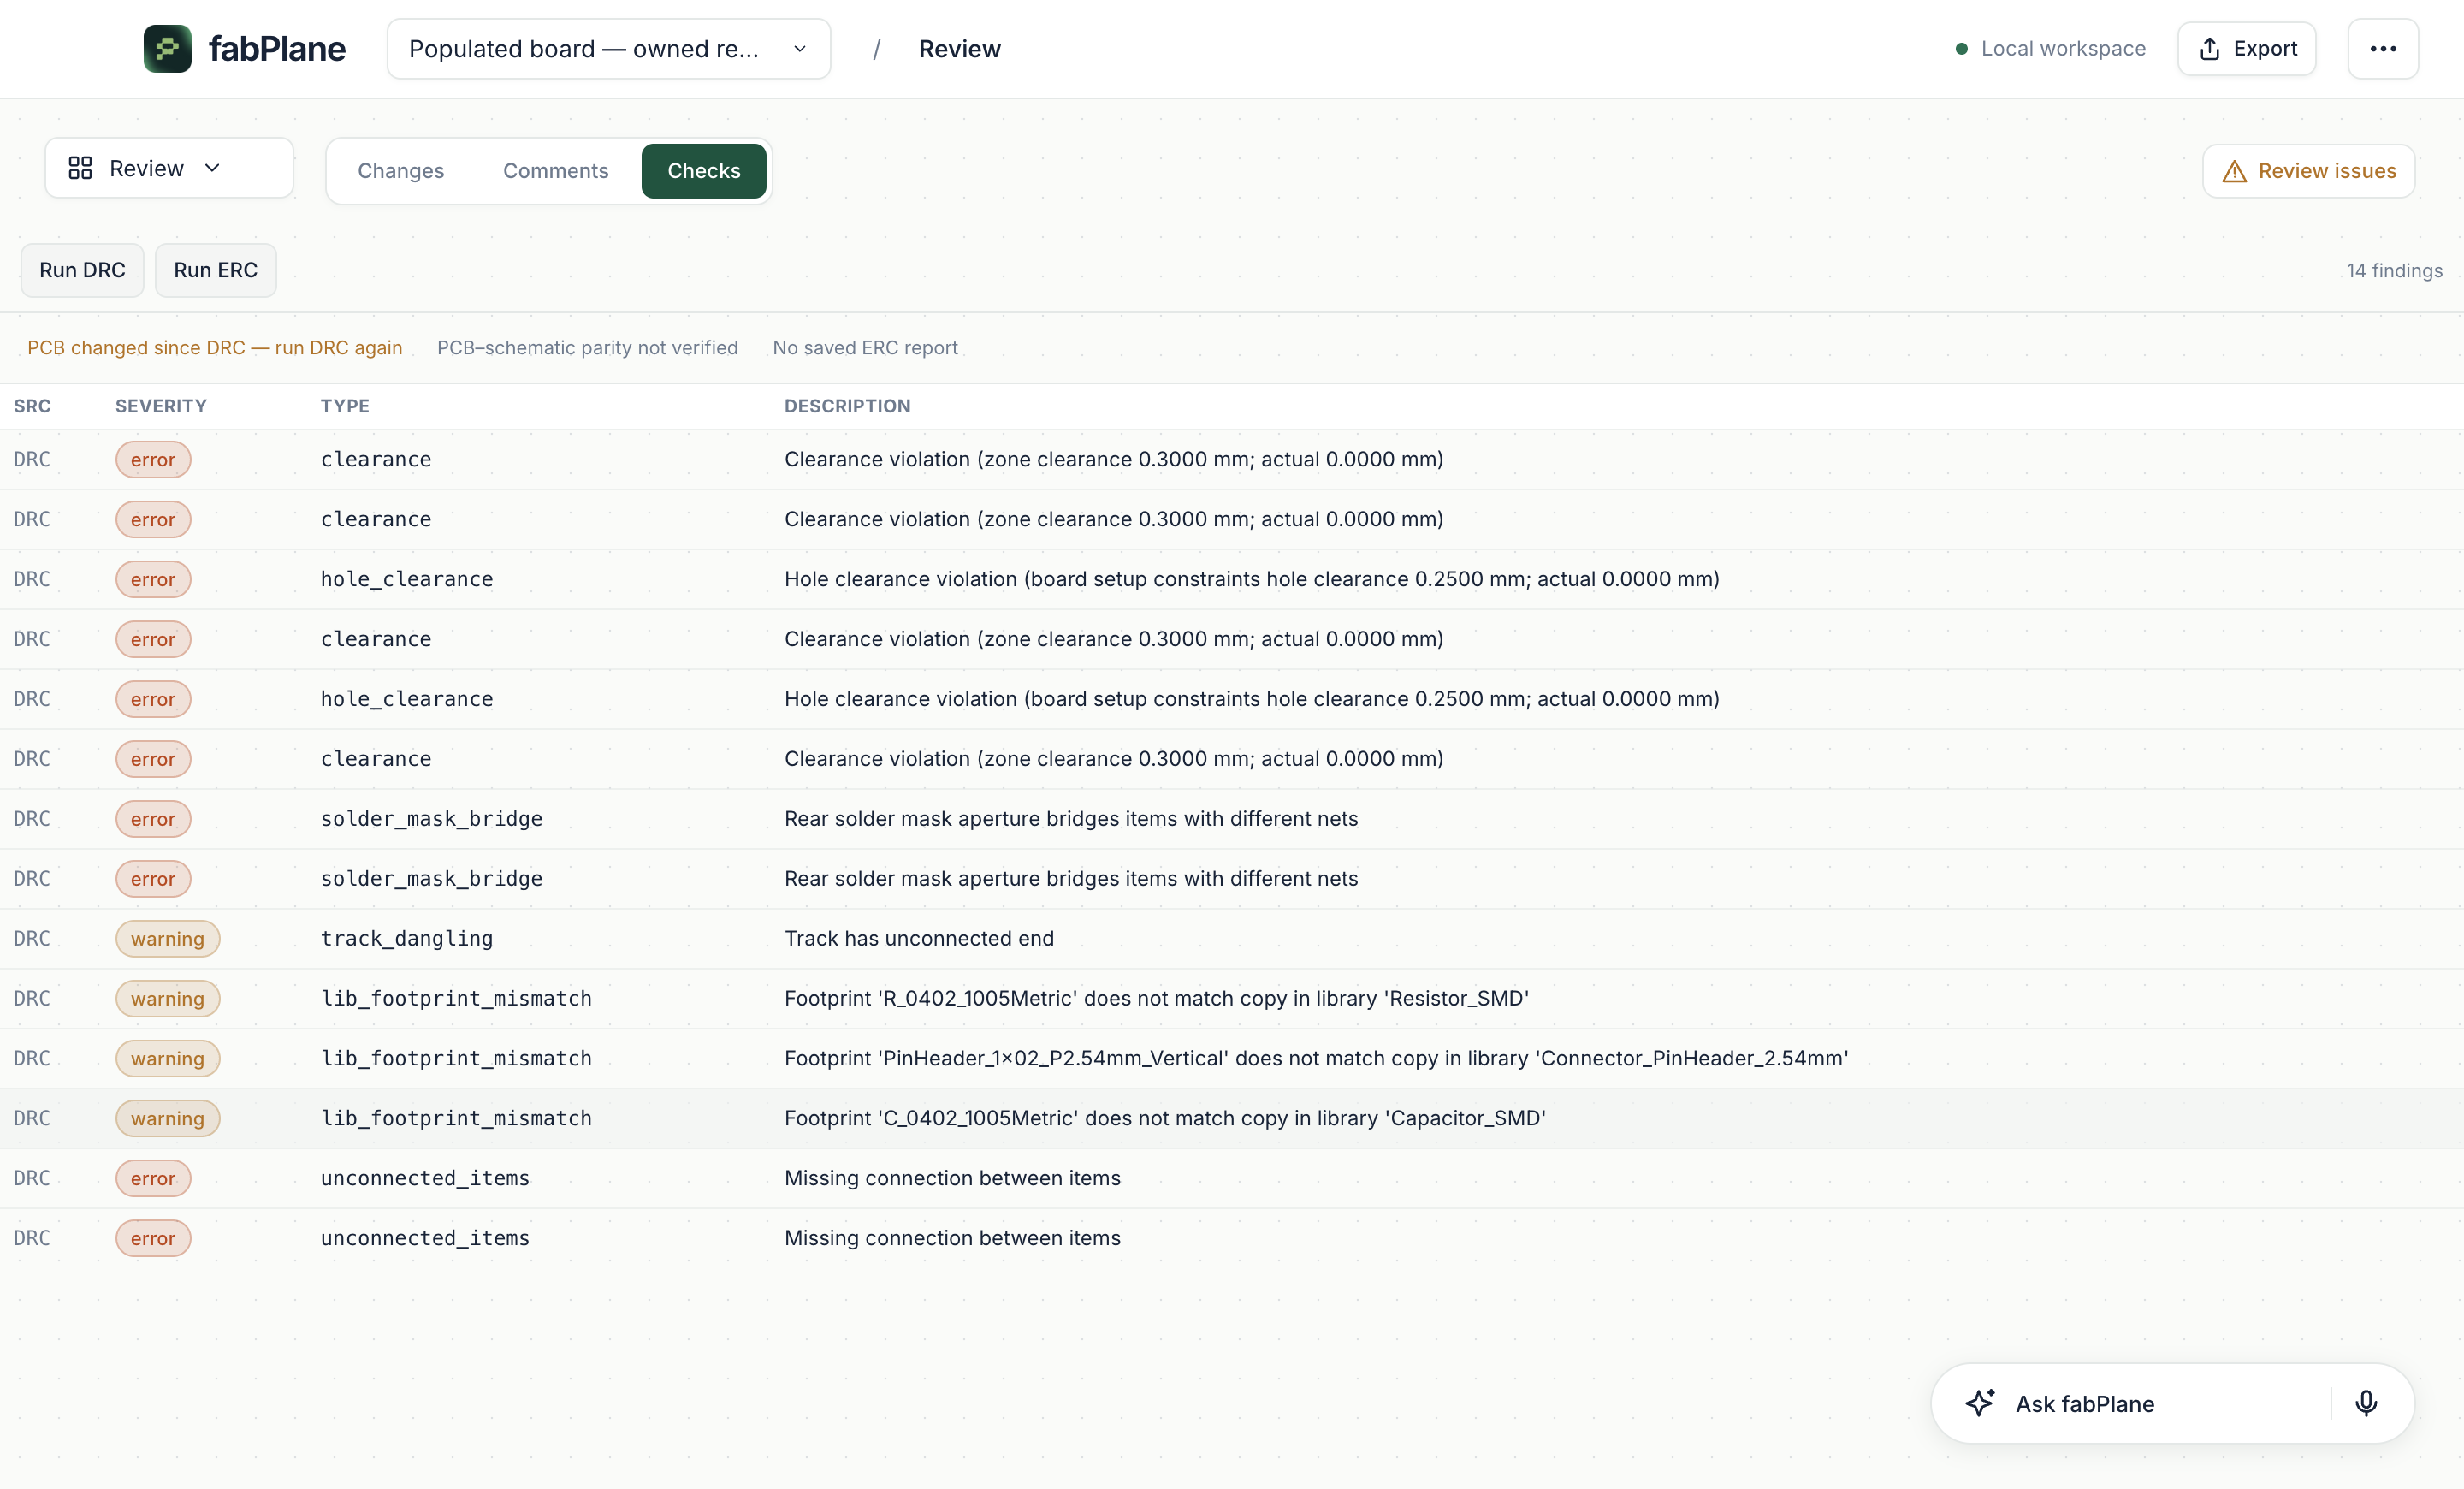 fabPlane
Populated board — owned re...
/
Review
Local workspace
Export
Review
Changes
Comments
Checks
Review issues
Run DRC
Run ERC
14 findings
PCB changed since DRC — run DRC again
PCB–schematic parity not verified
No saved ERC report
SRC SEVERITY TYPE DESCRIPTION
DRC error clearance Clearance violation (zone clearance 0.3000 mm; actual 0.0000 mm)
DRC error clearance Clearance violation (zone clearance 0.3000 mm; actual 0.0000 mm)
DRC error hole_clearance Hole clearance violation (board setup constraints hole clearance 0.2500 mm; actual 0.0000 mm)
DRC error clearance Clearance violation (zone clearance 0.3000 mm; actual 0.0000 mm)
DRC error hole_clearance Hole clearance violation (board setup constraints hole clearance 0.2500 mm; actual 0.0000 mm)
DRC error clearance Clearance violation (zone clearance 0.3000 mm; actual 0.0000 mm)
DRC error solder_mask_bridge Rear solder mask aperture bridges items with different nets
DRC error solder_mask_bridge Rear solder mask aperture bridges items with different nets
DRC warning track_dangling Track has unconnected end
DRC warning lib_footprint_mismatch Footprint 'R_0402_1005Metric' does not match copy in library 'Resistor_SMD'
DRC warning lib_footprint_mismatch Footprint 'PinHeader_1×02_P2.54mm_Vertical' does not match copy in library 'Connector_PinHeader_2.54mm'
DRC warning lib_footprint_mismatch Footprint 'C_0402_1005Metric' does not match copy in library 'Capacitor_SMD'
DRC error unconnected_items Missing connection between items
DRC error unconnected_items Missing connection between items
Ask fabPlane